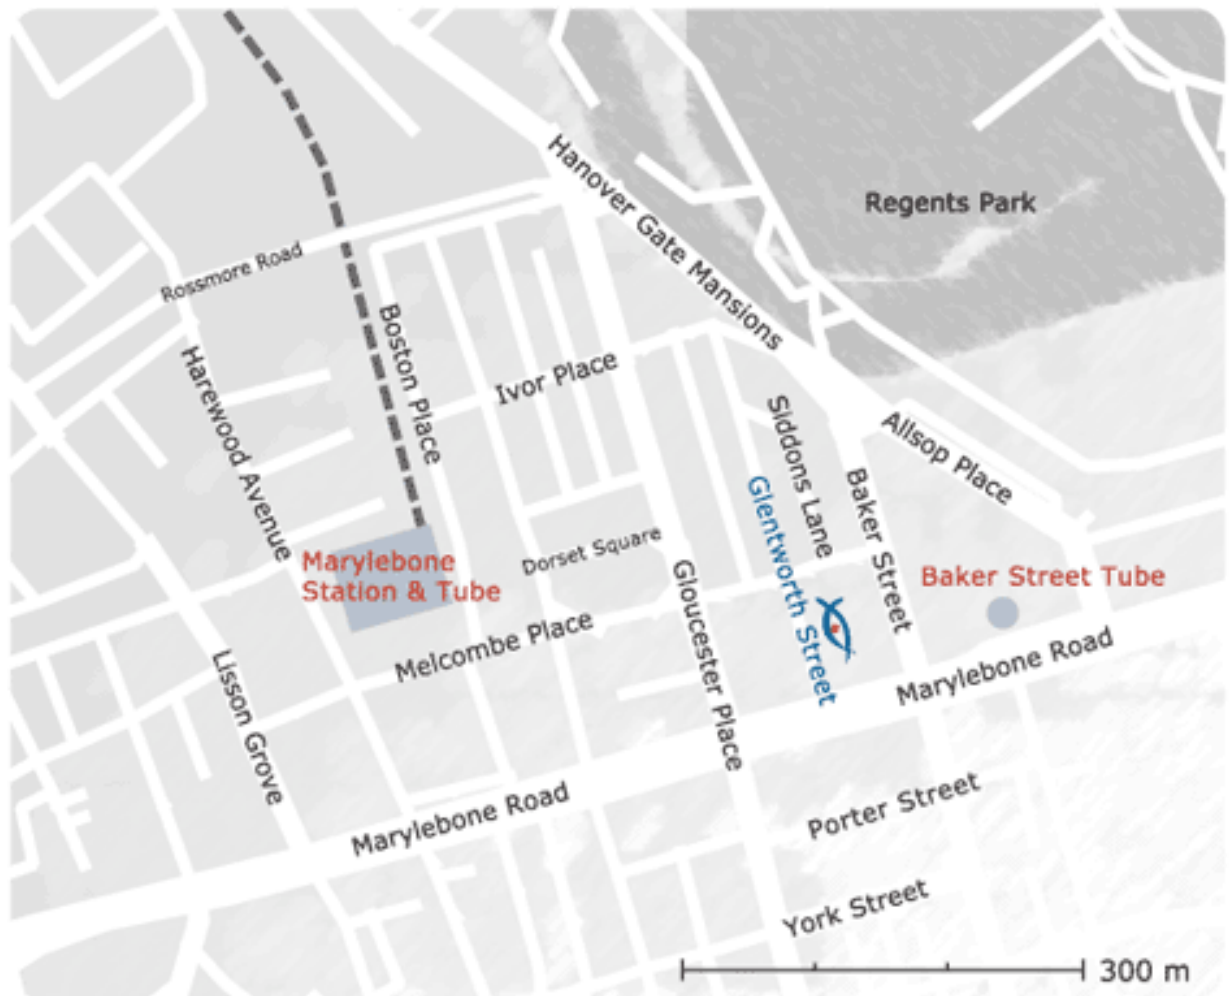 Hanover Gate Mansions
Regents Park
Rossmore Road
Boston Place
Ivor Place
Harewood Avenue
Siddons Lane
Allsop Place
Glentworth Street
Baker Street
Marylebone
Station & Tube
Dorset Square
Gloucester Place
Baker Street Tube
Melcombe Place
Lisson Grove
Marylebone Road
Marylebone Road
Porter Street
York Street
300 m